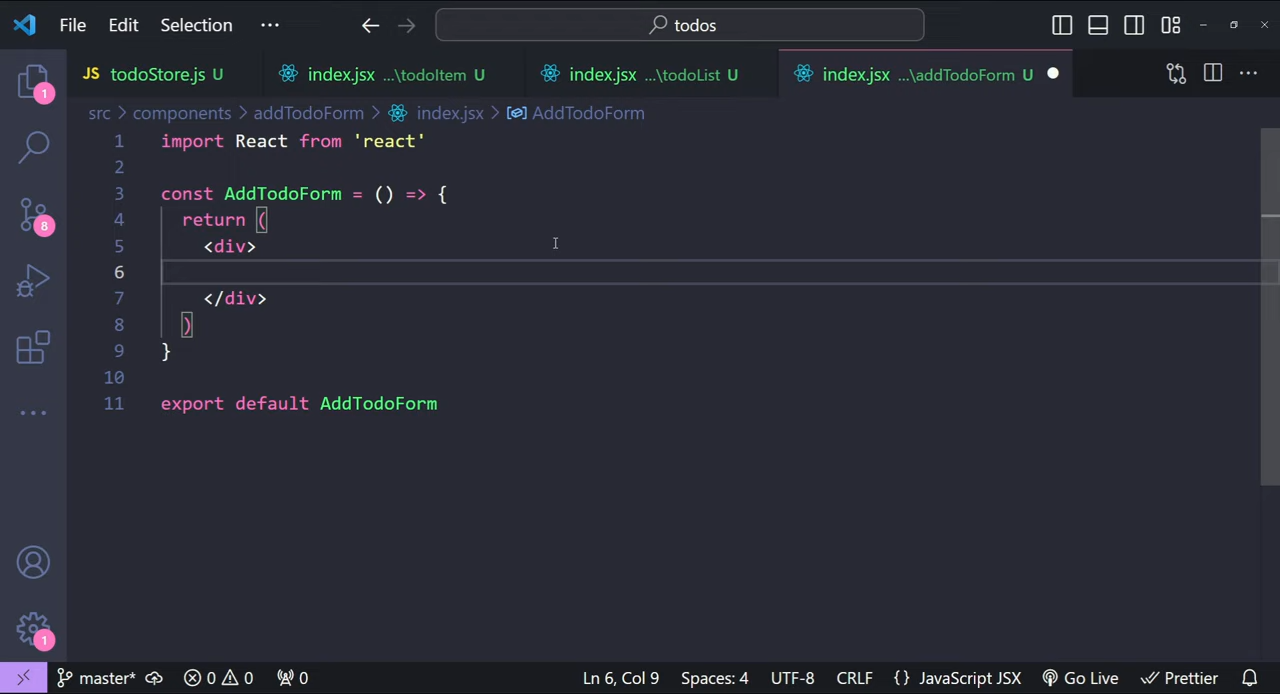 File Edit Selection ··· todos
JS todoStore.js U index.jsx ...\todoItem U index.jsx ...\todoList U index.jsx ...\addTodoForm U
src > components > addTodoForm > index.jsx > AddTodoForm
1 import React from 'react'
2
3 const AddTodoForm = () => {
4 return (
5 <div>
6
7 </div>
8 )
9 }
10
11 export default AddTodoForm
1
8
1
master* 0 0 0 Ln 6, Col 9 Spaces: 4 UTF-8 CRLF {} JavaScript JSX Go Live Prettier